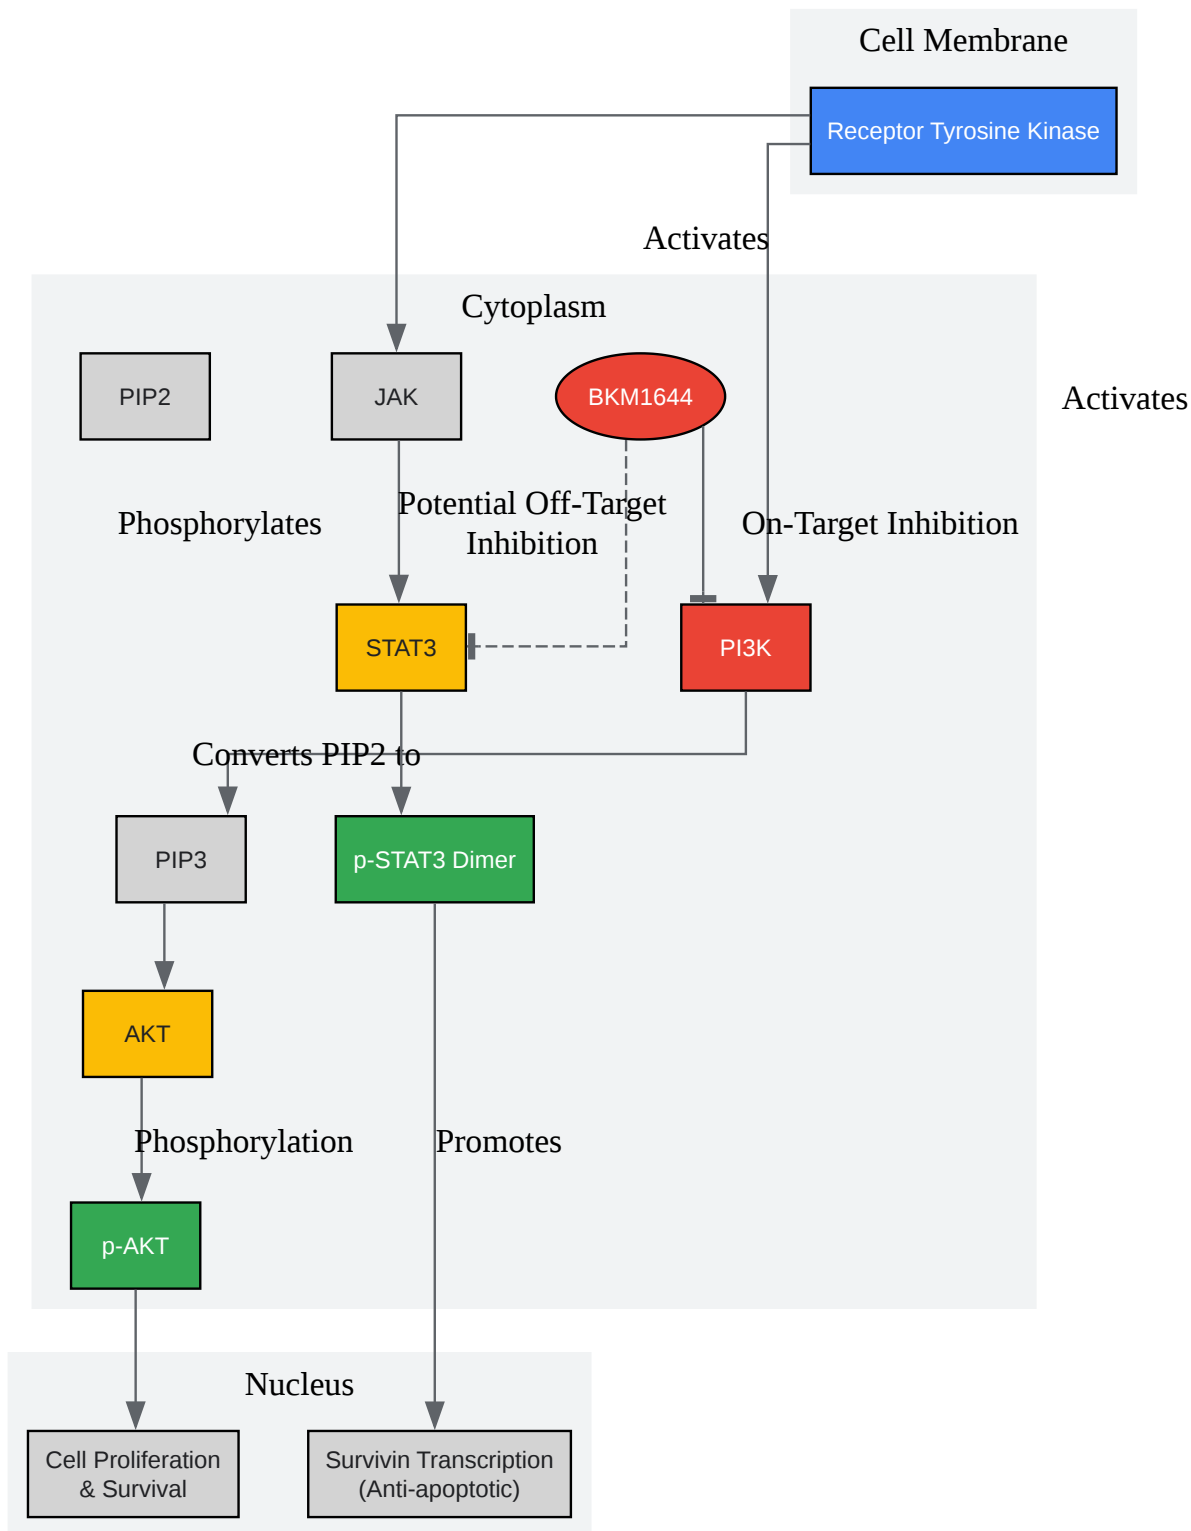 Cell Membrane
Receptor Tyrosine Kinase
Activates
Cytoplasm
PIP2
JAK
BKM1644
Activates
Phosphorylates
Potential Off-Target
Inhibition
On-Target Inhibition
STAT3
PI3K
Converts PIP2 to
PIP3
p-STAT3 Dimer
AKT
Phosphorylation
Promotes
p-AKT
Nucleus
Cell Proliferation
& Survival
Survivin Transcription
(Anti-apoptotic)